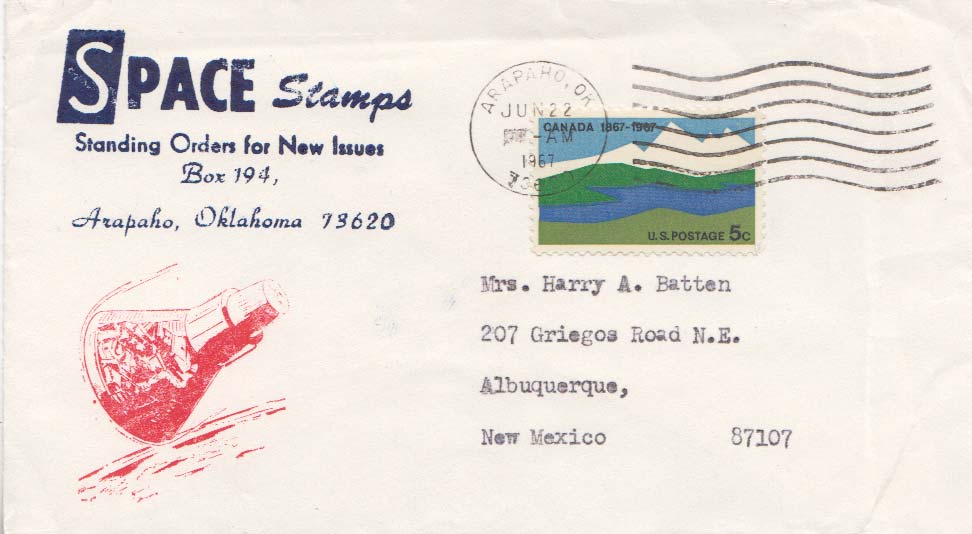 SPACE Stamps
Standing Orders for New Issues
Box 194,
Arapaho, Oklahoma 73620
ARAPAHO, OK
JUN 22
AM
1967
CANADA 1867-1967
U.S. POSTAGE 5c
Mrs. Harry A. Batten
207 Griegos Road N.E.
Albuquerque,
New Mexico 87107